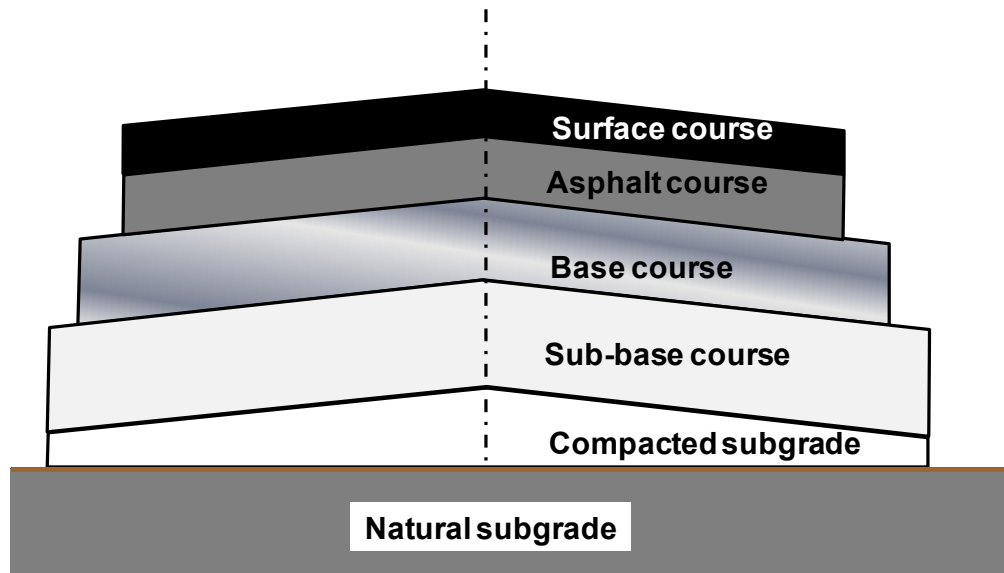 Surface course
Asphalt course
Base course
Sub-base course
Compacted subgrade
Natural subgrade